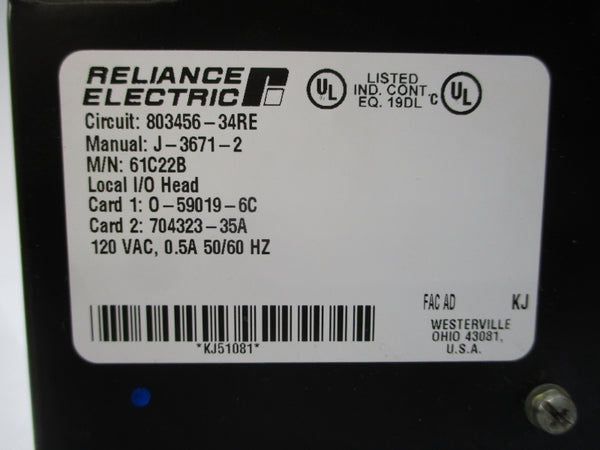 RELIANCE
ELECTRIC
UL
LISTED
IND. CONT.
EQ. 19DL
c UL
Circuit: 803456-34RE
Manual: J-3671-2
M/N: 61C22B
Local I/O Head
Card 1: O-59019-6C
Card 2: 704323-35A
120 VAC, 0.5A 50/60 HZ
*KJ51081*
FAC AD KJ
WESTERVILLE
OHIO 43081,
U.S.A.